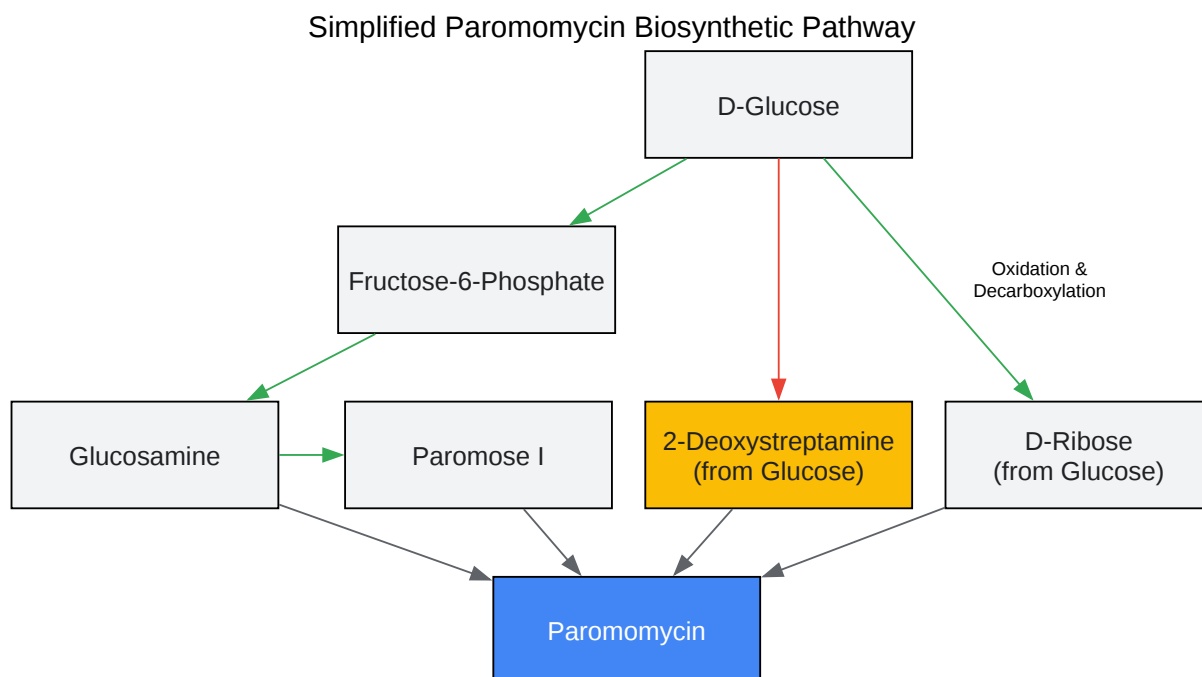 Simplified Paromomycin Biosynthetic Pathway
D-Glucose
Fructose-6-Phosphate
Oxidation &
Decarboxylation
Glucosamine
Paromose I
2-Deoxystreptamine
(from Glucose)
D-Ribose
(from Glucose)
Paromomycin